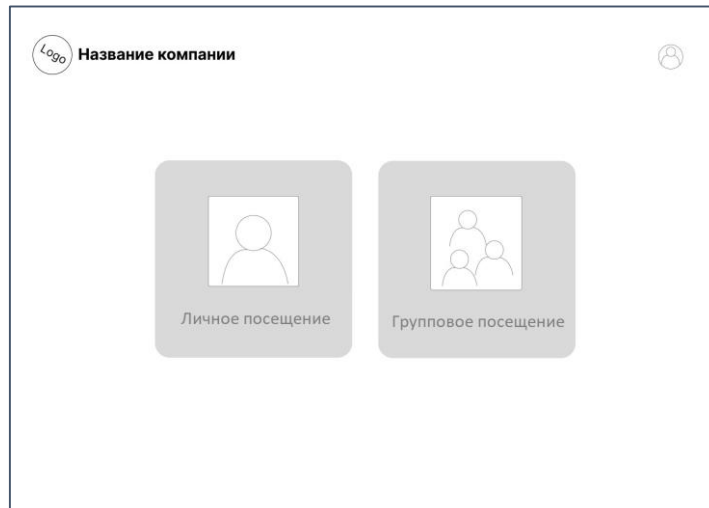 Logo Название компании
Личное посещение
Групповое посещение